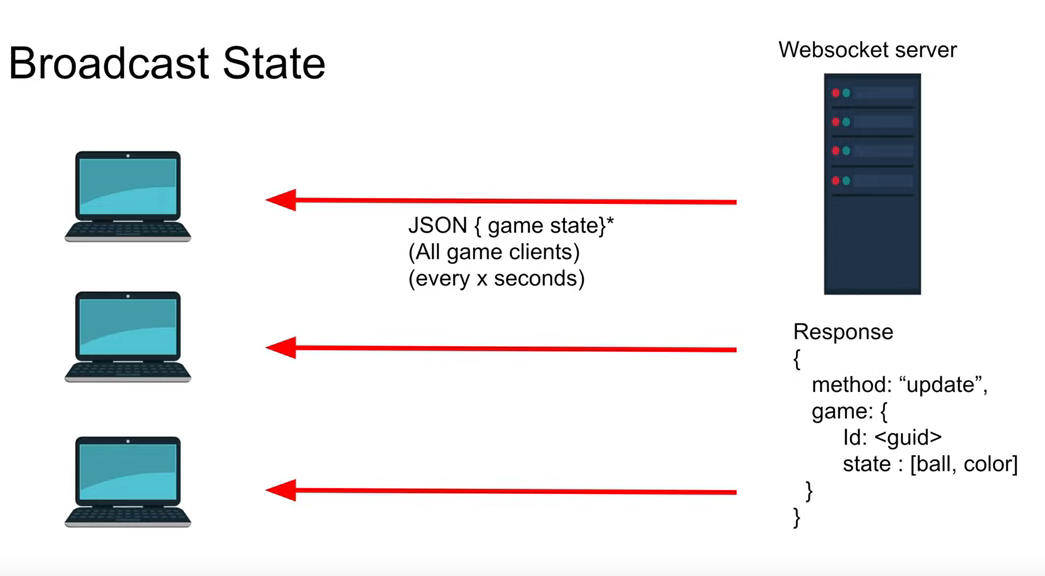 Broadcast State
Websocket server
JSON { game state}*
(All game clients)
(every x seconds)
Response
{
method: “update”,
game: {
Id: <guid>
state : [ball, color]
}
}